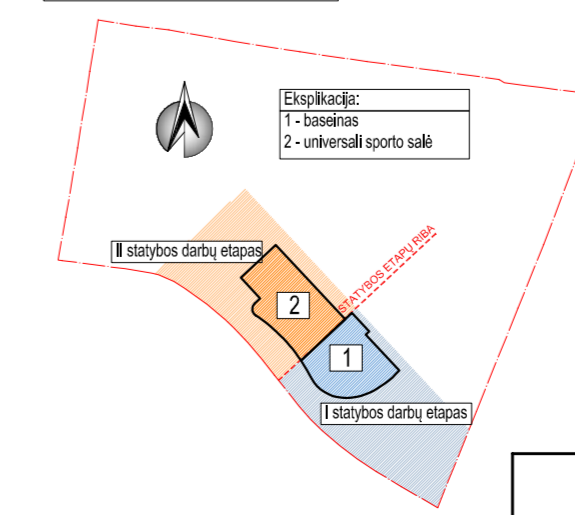 Eksplikacija:
1 - baseinas
2 - universali sporto salė
STATYBOS ETAPŲ RIBA
II statybos darbų etapas
2
1
I statybos darbų etapas